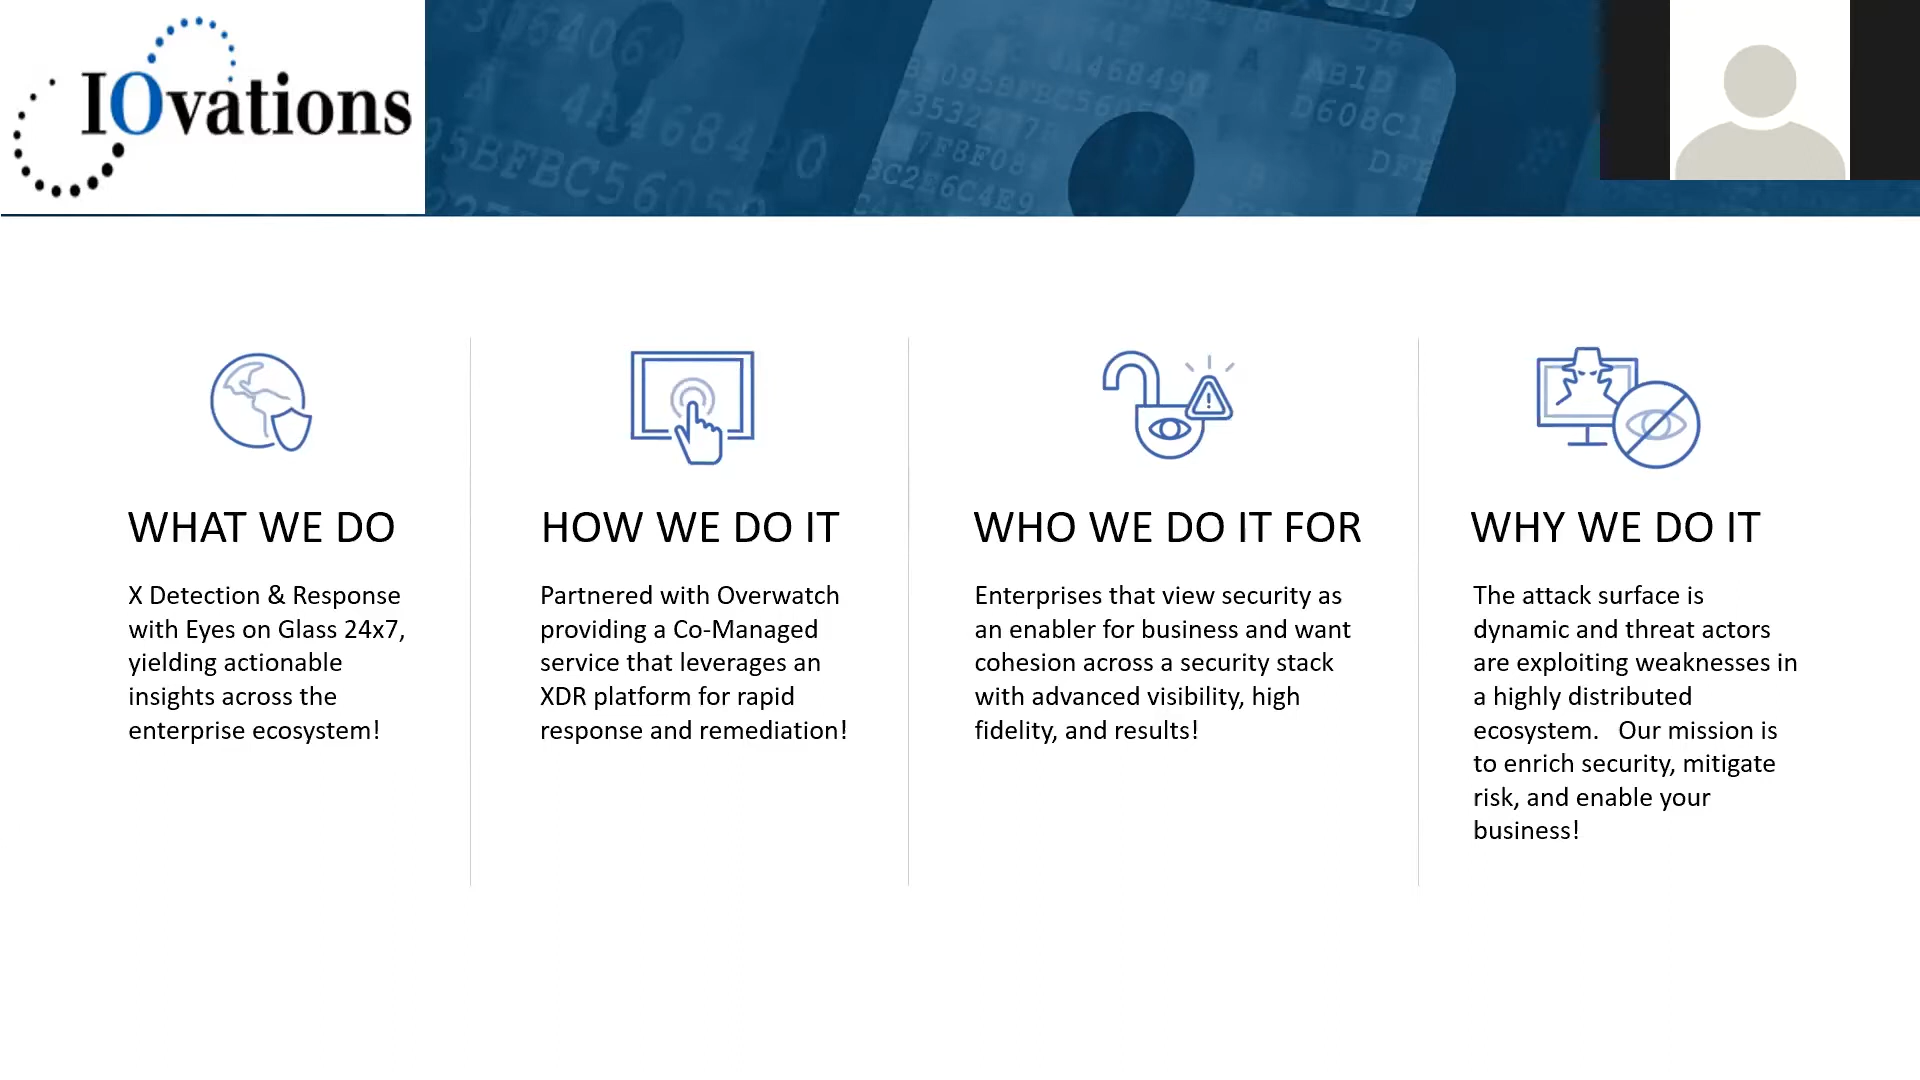 IOvations
WHAT WE DO
X Detection & Response
with Eyes on Glass 24x7,
yielding actionable
insights across the
enterprise ecosystem!
HOW WE DO IT
Partnered with Overwatch
providing a Co-Managed
service that leverages an
XDR platform for rapid
response and remediation!
WHO WE DO IT FOR
Enterprises that view security as
an enabler for business and want
cohesion across a security stack
with advanced visibility, high
fidelity, and results!
WHY WE DO IT
The attack surface is
dynamic and threat actors
are exploiting weaknesses in
a highly distributed
ecosystem.   Our mission is
to enrich security, mitigate
risk, and enable your
business!